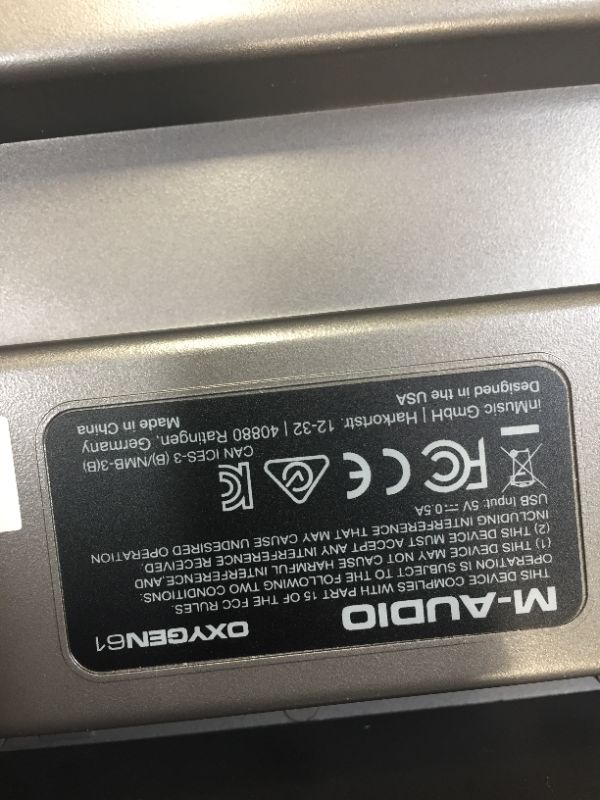 M-AUDIO OXYGEN61
THIS DEVICE COMPLIES WITH PART 15 OF THE FCC RULES.
OPERATION IS SUBJECT TO THE FOLLOWING TWO CONDITIONS:
(1) THIS DEVICE MAY NOT CAUSE HARMFUL INTERFERENCE,AND
(2) THIS DEVICE MUST ACCEPT ANY INTERFERENCE RECEIVED.
INCLUDING INTERFERENCE THAT MAY CAUSE UNDESIRED OPERATION
USB Input: 5V ⎓ 0.5A
FC CE
CAN ICES-3 (B)/NMB-3(B)
inMusic GmbH | Harkortstr. 12-32 | 40880 Ratingen, Germany
Designed in the USA Made in China